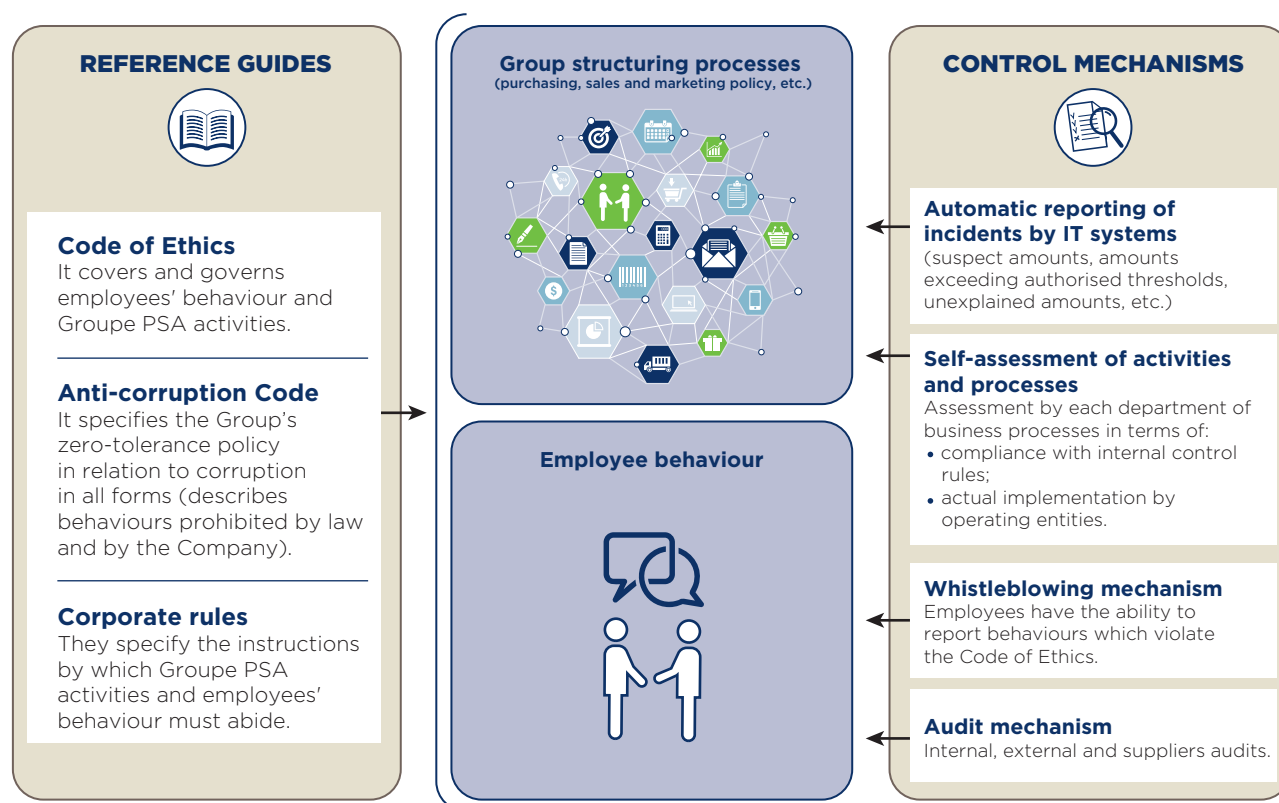 REFERENCE GUIDES
Code of Ethics
It covers and governs
employees' behaviour and
Groupe PSA activities.
Anti-corruption Code
It specifies the Group’s
zero-tolerance policy
in relation to corruption
in all forms (describes
behaviours prohibited by law
and by the Company).
Corporate rules
They specify the instructions
by which Groupe PSA
activities and employees'
behaviour must abide.
Group structuring processes
(purchasing, sales and marketing policy, etc.)
$
Employee behaviour
CONTROL MECHANISMS
Automatic reporting of
incidents by IT systems
(suspect amounts, amounts
exceeding authorised thresholds,
unexplained amounts, etc.)
Self-assessment of activities
and processes
Assessment by each department of
business processes in terms of:
• compliance with internal control
rules;
• actual implementation by
operating entities.
Whistleblowing mechanism
Employees have the ability to
report behaviours which violate
the Code of Ethics.
Audit mechanism
Internal, external and suppliers audits.